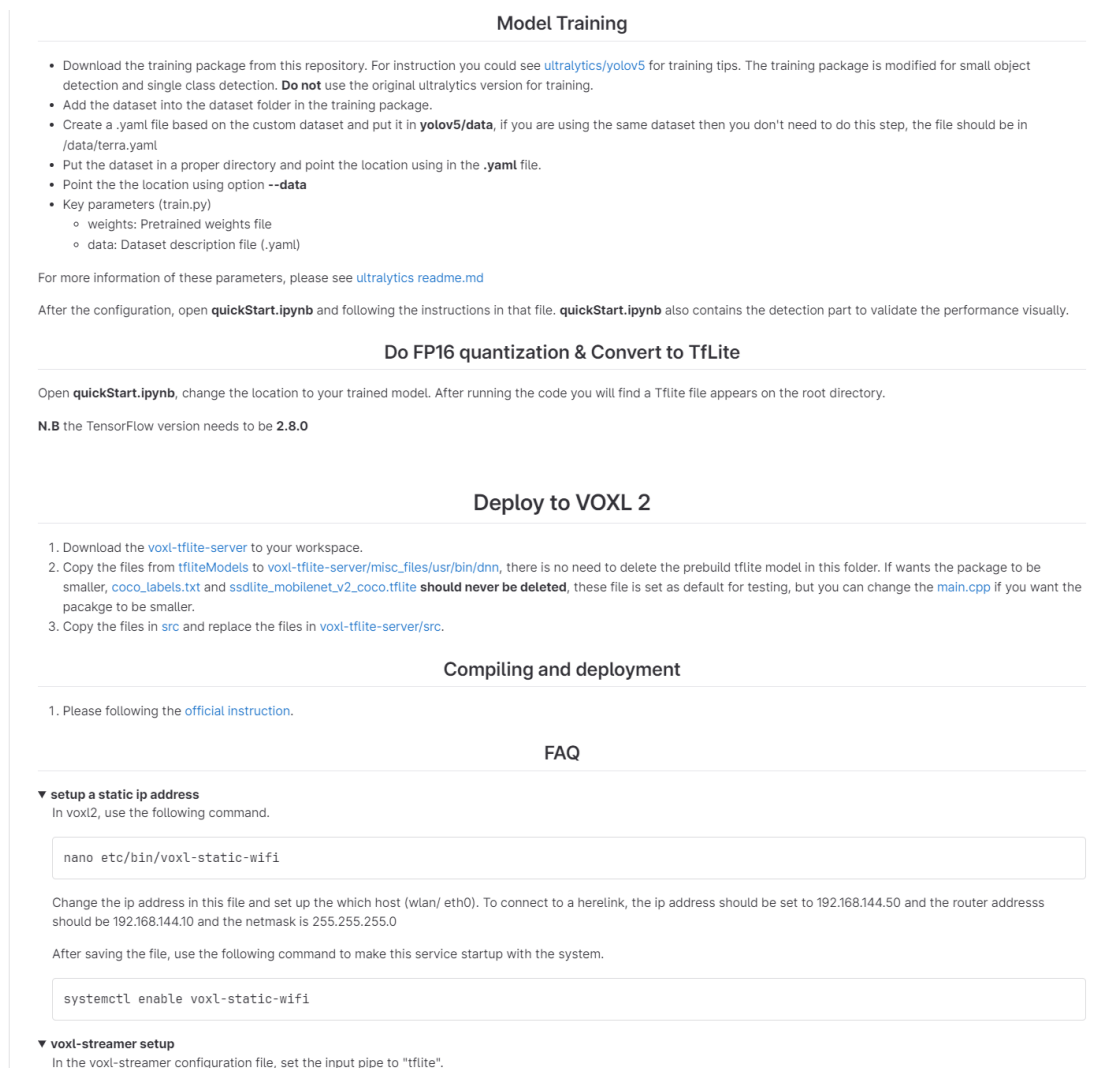 Model Training
• Download the training package from this repository. For instruction you could see ultralytics/yolov5 for training tips. The training package is modified for small object
detection and single class detection. Do not use the original ultralytics version for training.
• Add the dataset into the dataset folder in the training package.
• Create a .yaml file based on the custom dataset and put it in yolov5/data, if you are using the same dataset then you don't need to do this step, the file should be in
/data/terra.yaml
• Put the dataset in a proper directory and point the location using in the .yaml file.
• Point the the location using option --data
• Key parameters (train.py)
◦ weights: Pretrained weights file
◦ data: Dataset description file (.yaml)
For more information of these parameters, please see ultralytics readme.md
After the configuration, open quickStart.ipynb and following the instructions in that file. quickStart.ipynb also contains the detection part to validate the performance visually.
Do FP16 quantization & Convert to TfLite
Open quickStart.ipynb, change the location to your trained model. After running the code you will find a Tflite file appears on the root directory.
N.B the TensorFlow version needs to be 2.8.0
Deploy to VOXL 2
1. Download the voxl-tflite-server to your workspace.
2. Copy the files from tfliteModels to voxl-tflite-server/misc_files/usr/bin/dnn, there is no need to delete the prebuild tflite model in this folder. If wants the package to be
smaller, coco_labels.txt and ssdlite_mobilenet_v2_coco.tflite should never be deleted, these file is set as default for testing, but you can change the main.cpp if you want the
pacakge to be smaller.
3. Copy the files in src and replace the files in voxl-tflite-server/src.
Compiling and deployment
1. Please following the official instruction.
FAQ
▼ setup a static ip address
In voxl2, use the following command.
nano etc/bin/voxl-static-wifi
Change the ip address in this file and set up the which host (wlan/ eth0). To connect to a herelink, the ip address should be set to 192.168.144.50 and the router addresss
should be 192.168.144.10 and the netmask is 255.255.255.0
After saving the file, use the following command to make this service startup with the system.
systemctl enable voxl-static-wifi
▼ voxl-streamer setup
In the voxl-streamer configuration file, set the input pipe to "tflite".